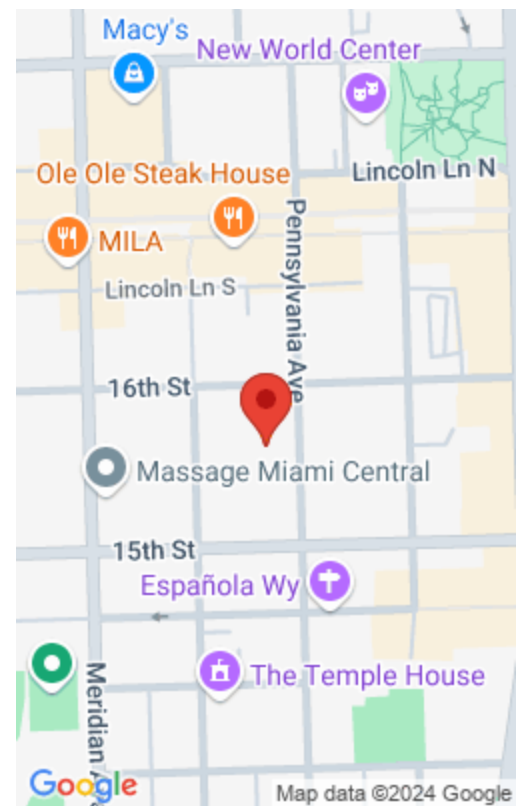 Macy's
New World Center
Lincoln Ln N
Ole Ole Steak House
Pennsylvania Ave
MILA
Lincoln Ln S
16th St
Massage Miami Central
15th St
Española Wy
The Temple House
Meridian A
Google
Map data ©2024 Google